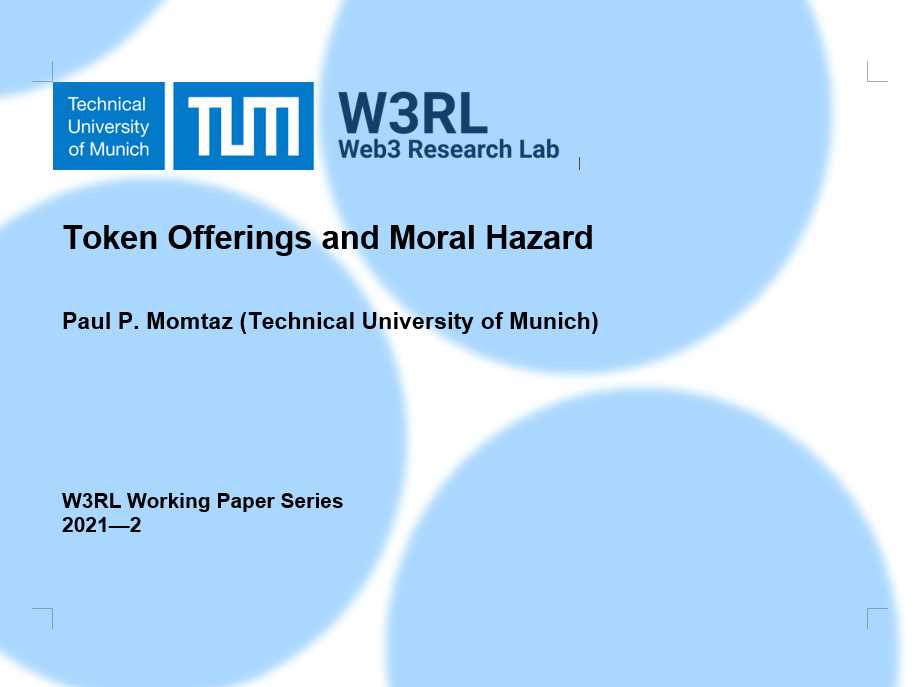 Technical
University
of Munich
TUM
W3RL
Web3 Research Lab
Token Offerings and Moral Hazard
Paul P. Momtaz (Technical University of Munich)
W3RL Working Paper Series
2021—2